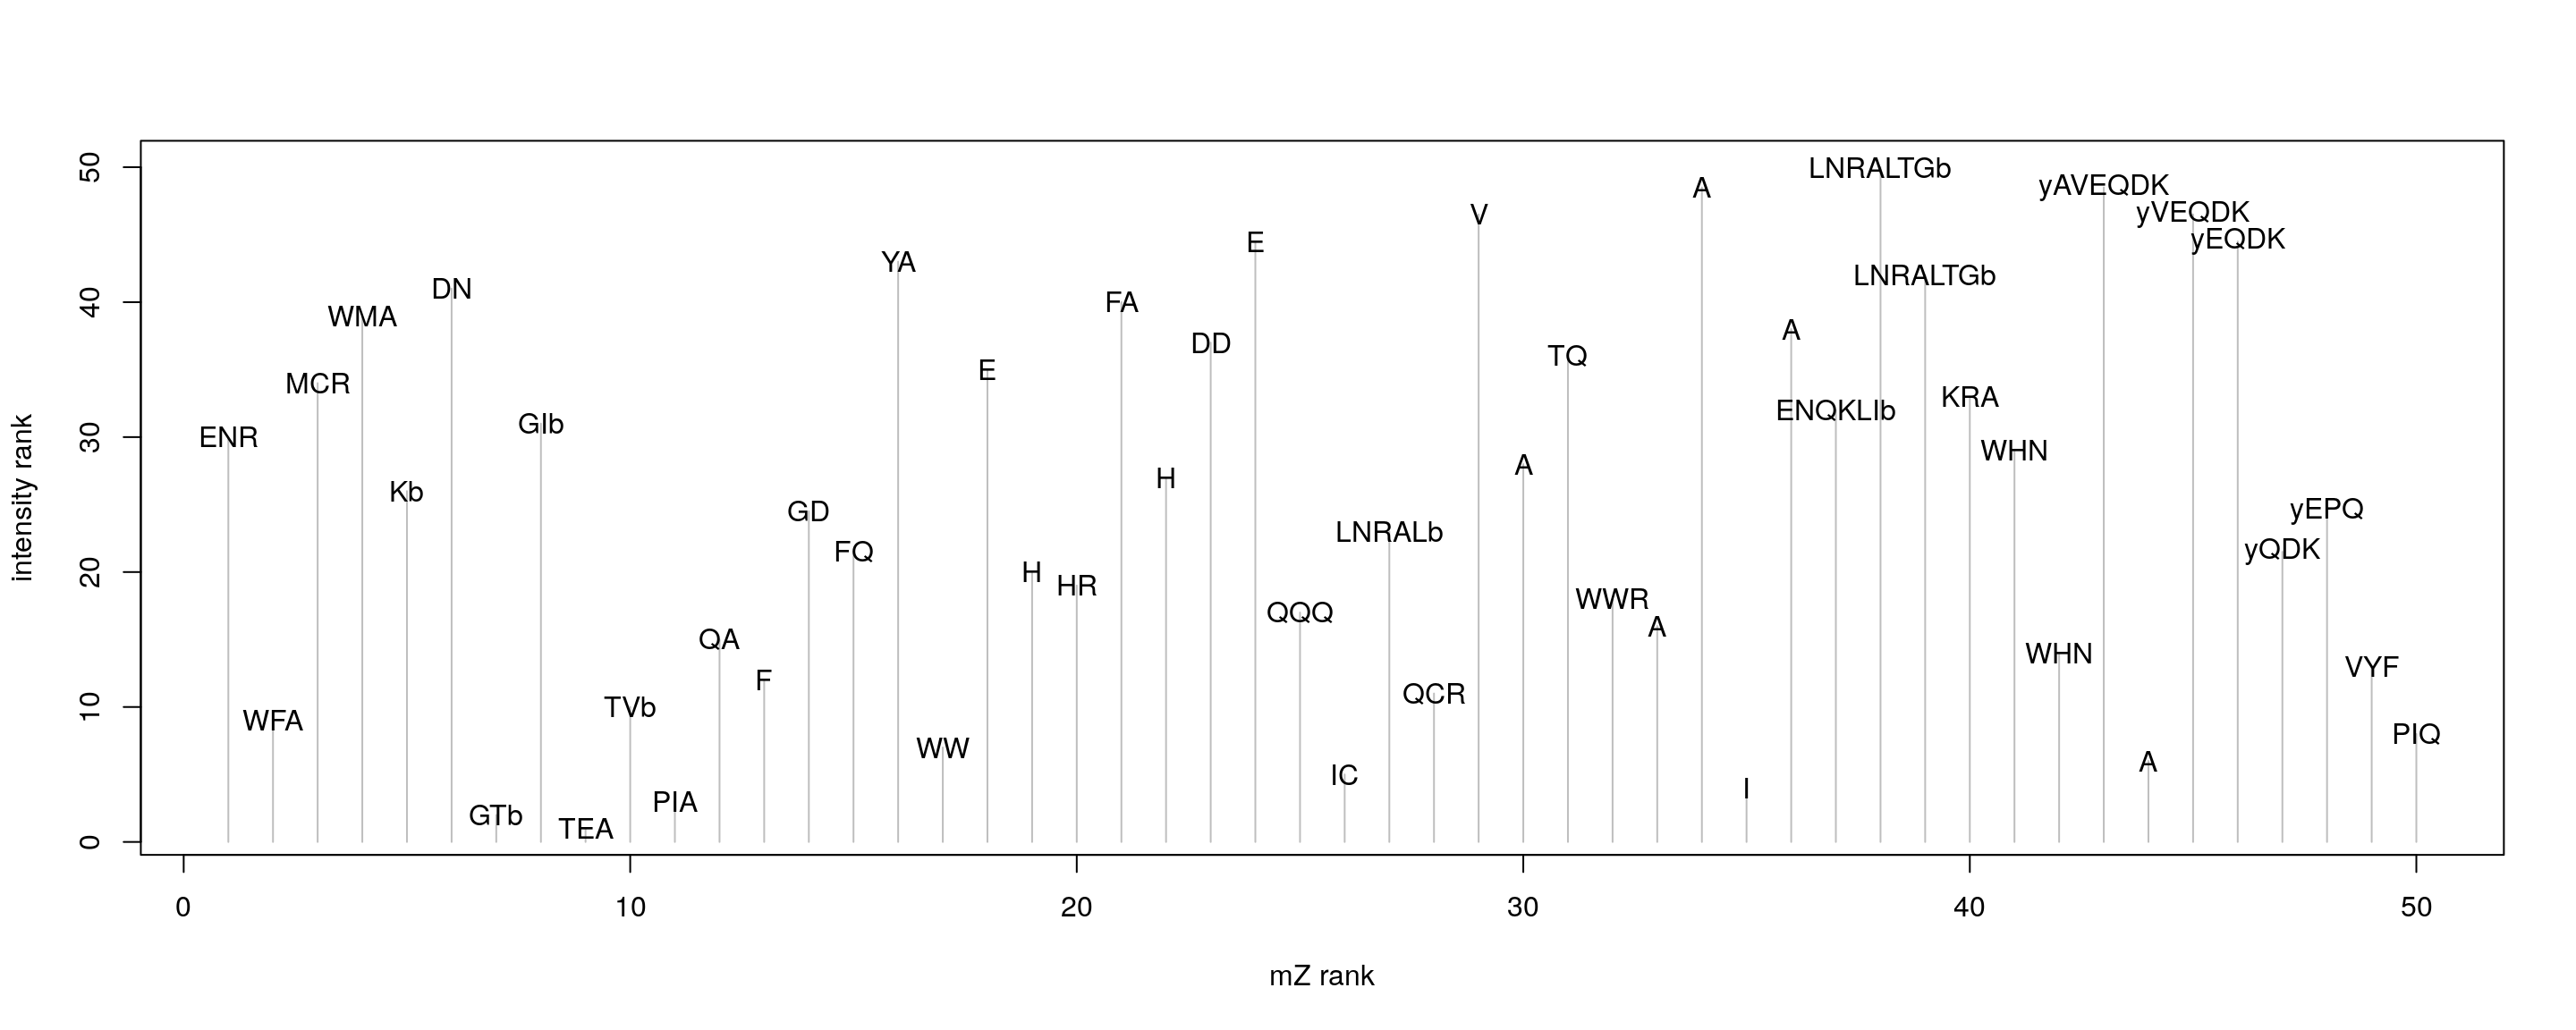 LNRALTGb
50
yAVEQDK
A
yVEQDK
V
yEQDK
E
YA
LNRALTGb
DN
40
FA
WMA
A
DD
TQ
E
MCR
KRA
ENQKLIb
GIb
30
ENR
WHN
A
H
Kb
yEPQ
GD
LNRALb
FQ
yQDK
20
H
HR
WWR
QQQ
A
QA
WHN
VYF
F
QCR
10
TVb
WFA
PIQ
WW
A
IC
I
PIA
GTb
TEA
0
intensity rank
0 10 20 30 40 50
mZ rank